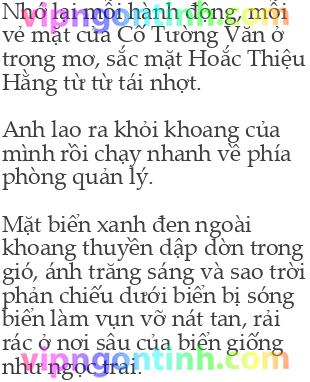 Nhớ lại mỗi hành động, mỗi
vẻ mặt của Cố Tường Văn ở
trong mơ, sắc mặt Hoắc Thiệu
Hằng từ từ tái nhợt.
Anh lao ra khỏi khoang của
mình rồi chạy nhanh về phía
phòng quản lý.
Mặt biển xanh đen ngoài
khoang thuyền dập dờn trong
gió, ánh trăng sáng và sao trời
phản chiếu dưới biển bị sóng
biển làm vụn vỡ nát tan, rải
rác ở nơi sâu của biển giống
như ngọc trai.
vipngontinh.com
vipngontinh.com